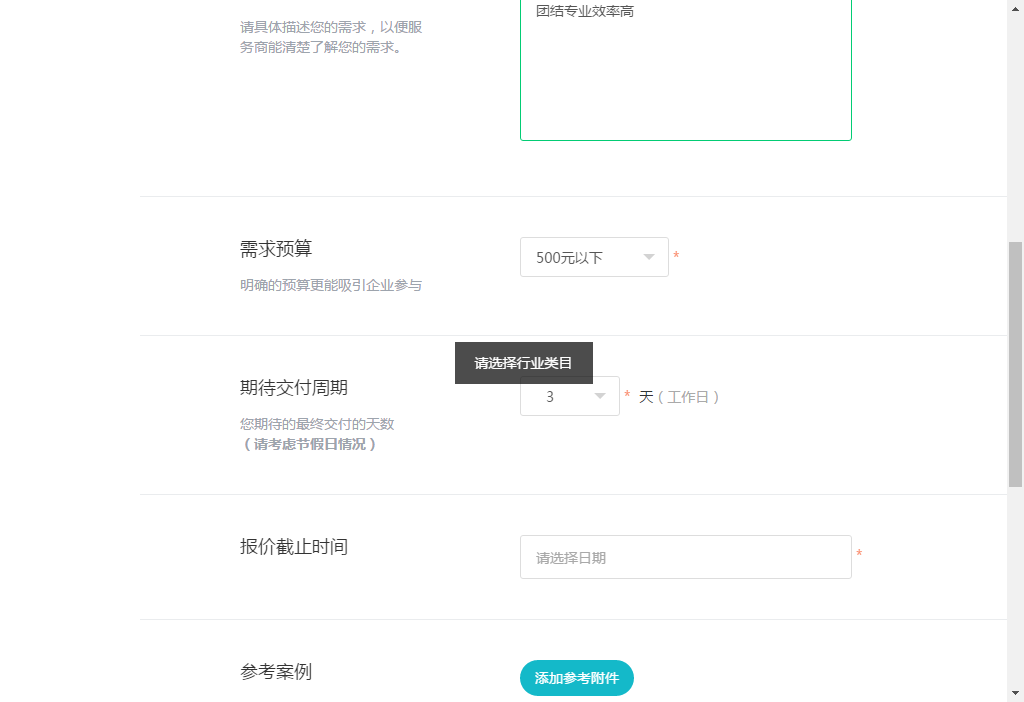 团结专业效率高
请具体描述您的需求，以便服
务商能清楚了解您的需求。
需求预算
500元以下
*
明确的预算更能吸引企业参与
请选择行业类目
期待交付周期
3
*
天（工作日）
您期待的最终交付的天数
（请考虑节假日情况）
报价截止时间
请选择日期
*
参考案例
添加参考附件